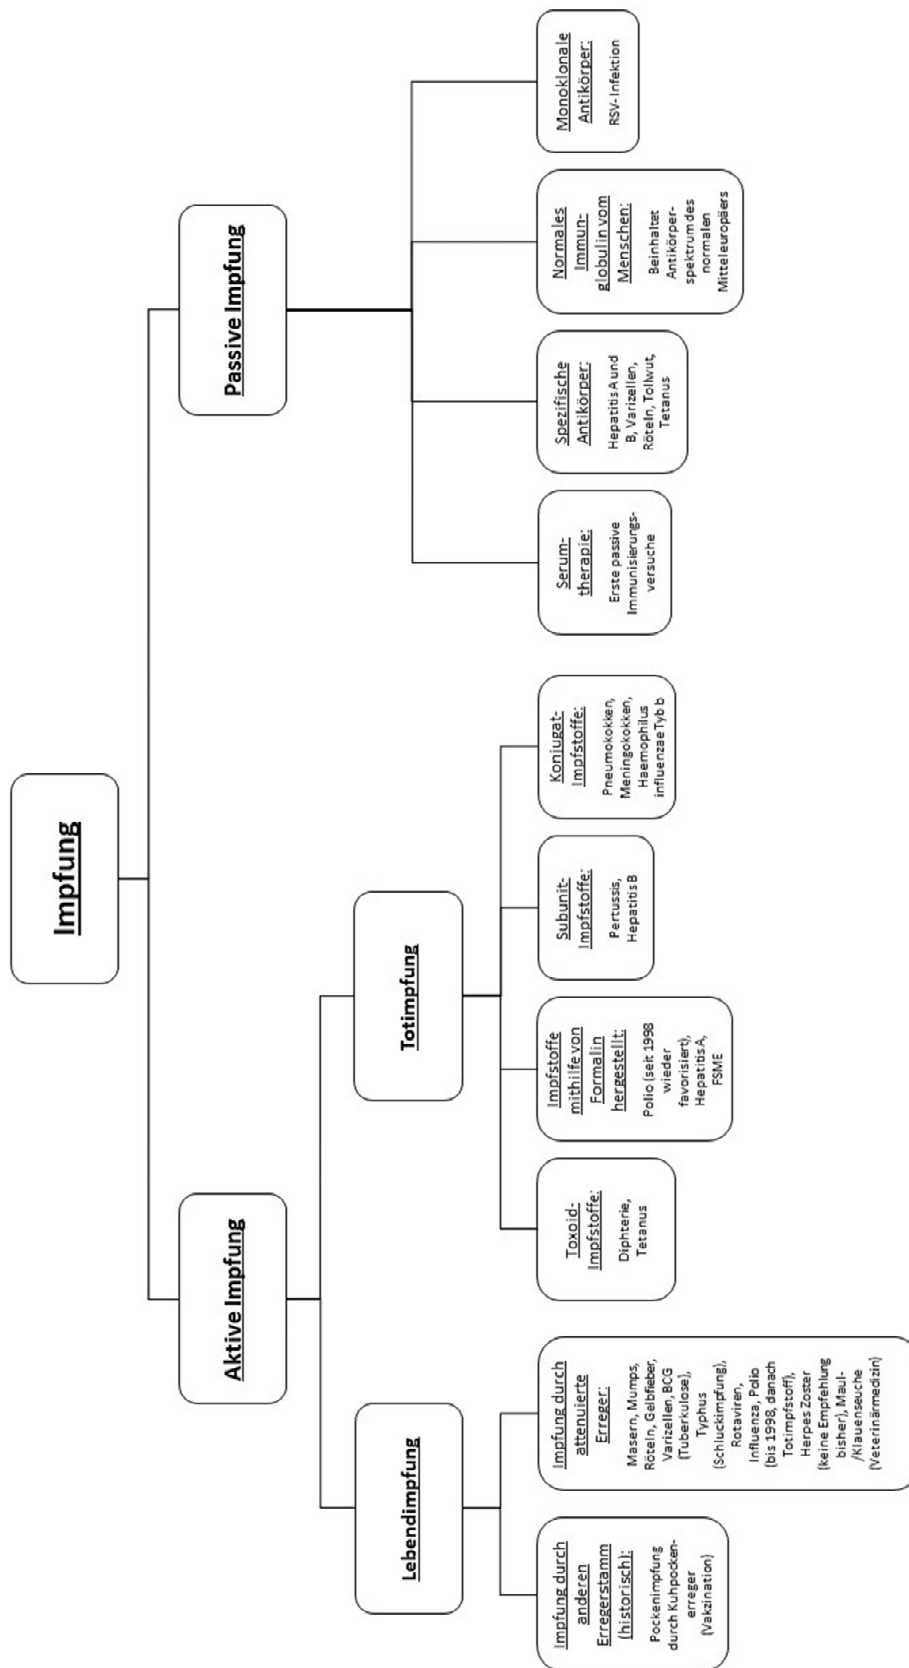 Impfung
Aktive Impfung
Passive Impfung
Lebendimpfung
Totimpfung
Impfung durch
anderen
Erregerstamm
(historisch):
Pockenimpfung
durch Kuhpocken-
erreger
(Vakzination)
Impfung durch
attenuierte
Erreger:
Masern, Mumps,
Röteln, Gelbfieber,
Varizellen, BCG
(Tuberkulose),
Typhus
(Schluckimpfung),
Rotaviren,
Influenza, Polio
(bis 1998, danach
Totimpfstoff),
Herpes Zoster
(keine Empfehlung
bisher), Maul-
/Klauenseuche
(Veterinärmedizin)
Toxoid-
Impfstoffe:
Diphterie,
Tetanus
Impfstoffe
mithilfe von
Formalin
hergestellt:
Polio (seit 1998
wieder
favorisiert),
Hepatitis A,
FSME
Subunit-
Impfstoffe:
Pertussis,
Hepatitis B
Konjugat-
Impfstoffe:
Pneumokokken,
Meningokokken,
Haemophilus
influenzae Tyb b
Serum-
therapie:
Erste passive
Immunisierungs-
versuche
Spezifische
Antikörper:
Hepatitis A und
B, Varizellen,
Röteln, Tollwut,
Tetanus
Normales
Immun-
globulin vom
Menschen:
Beinhaltet
Antikörper-
spektrum des
normalen
Mitteleuropäers
Monoklonale
Antikörper:
RSV-Infektion